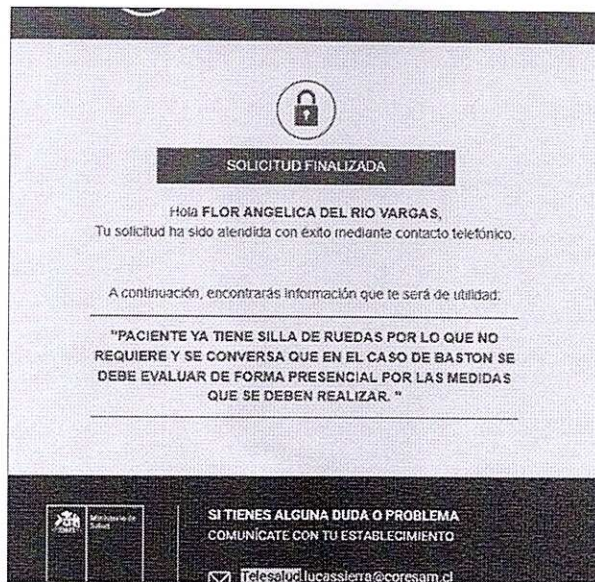 SOLICITUD FINALIZADA
Hola FLOR ANGELICA DEL RIO VARGAS,
Tu solicitud ha sido atendida con éxito mediante contacto telefónico.
A continuación, encontrarás información que te será de utilidad:
"PACIENTE YA TIENE SILLA DE RUEDAS POR LO QUE NO
REQUIERE Y SE CONVERSA QUE EN EL CASO DE BASTON SE
DEBE EVALUAR DE FORMA PRESENCIAL POR LAS MEDIDAS
QUE SE DEBEN REALIZAR. "
Ministerio de
Salud
SI TIENES ALGUNA DUDA O PROBLEMA
COMUNÍCATE CON TU ESTABLECIMIENTO
Telesalud.lucassierra@coresam.cl